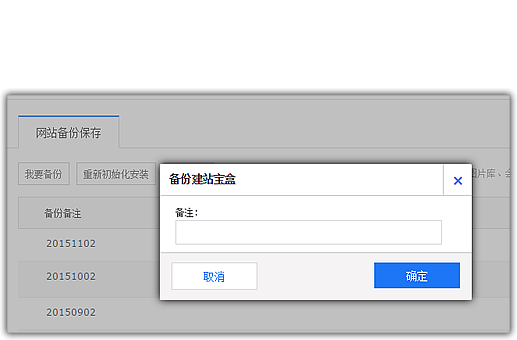 网站备份保存
我要备份 重新初始化安装 图片库、会
备份建站宝盒 ×
备份备注
备注:
20151102
20151002
取消 确定
20150902